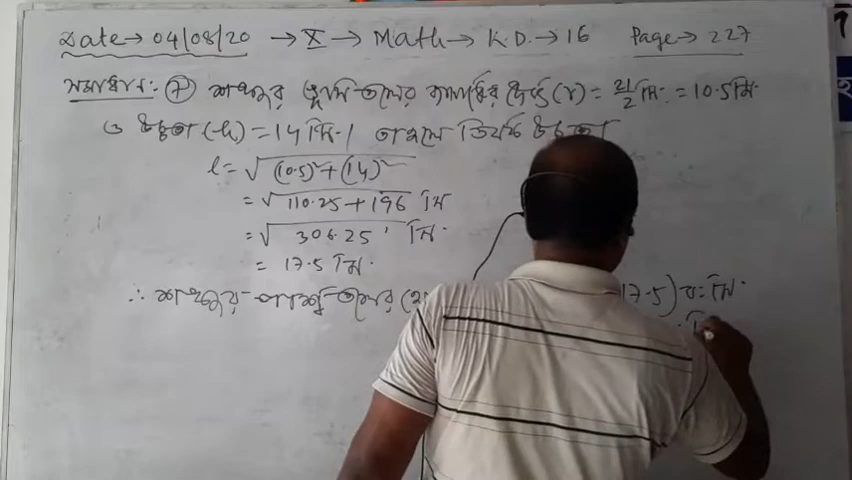 Date→ 04/08/20 → X → Math → K.D. → 16 Page→ 227
সমাধান: ⑦ শঙ্কুর ভূমিতলের ব্যাসার্ধের দৈর্ঘ্য (r) = 21/2 মি. = 10.5 মি.
ও উচ্চতা (h) = 14 মি.। তাহলে তির্যক উচ্চতা
l = √(10.5)² + (14)²
= √110.25 + 196 মি
= √306.25 মি.
= 17.5 মি.
∴ শঙ্কুর পার্শ্বতলের 17.5) ব: মি.